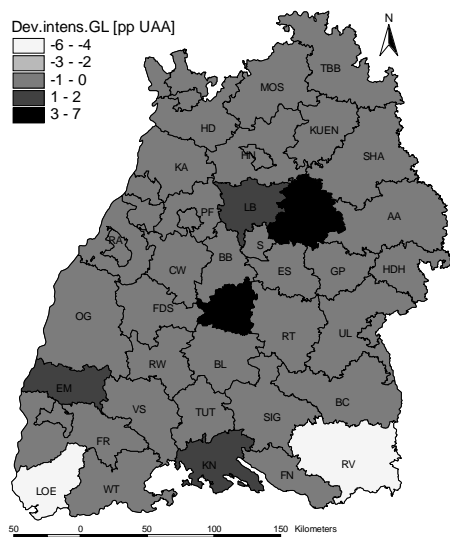 Dev.intens.GL [pp UAA]
-6 - -4
-3 - -2
-1 - 0
1 - 2
3 - 7
N
TBB
MOS
HD
KUEN
HN
SHA
KA
PF
LB
AA
RA
S
BB
CW
ES
GP
HDH
OG
FDS
RT
UL
RW
BL
EM
VS
TUT
SIG
BC
FR
KN
FN
RV
LOE
WT
50 0 50 100 150 Kilometers